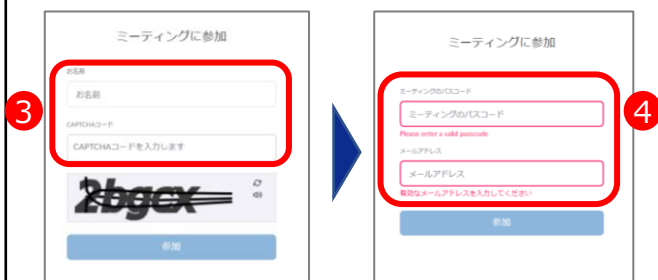 ミーティングに参加
3
お名前
お名前
CAPTCHAコード
CAPTCHAコードを入力します
2bgcx
参加
ミーティングに参加
4
ミーティングのパスコード
ミーティングのパスコード
Please enter a valid passcode
メールアドレス
メールアドレス
有効なメールアドレスを入力してください
参加